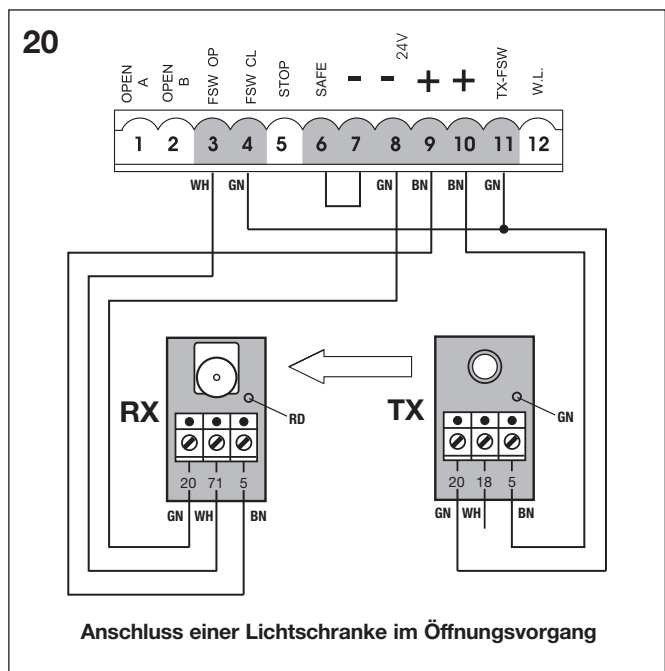 20
OPEN A
OPEN B
FSW OP
FSW CL
STOP
SAFE
-
-
24V
+
+
TX-FSW
W.L.
1 2 3 4 5 6 7 8 9 10 11 12
WH GN GN BN BN GN
RX
RD
TX
GN
20 71 5
20 18 5
GN WH BN
GN WH BN
Anschluss einer Lichtschranke im Öffnungsvorgang